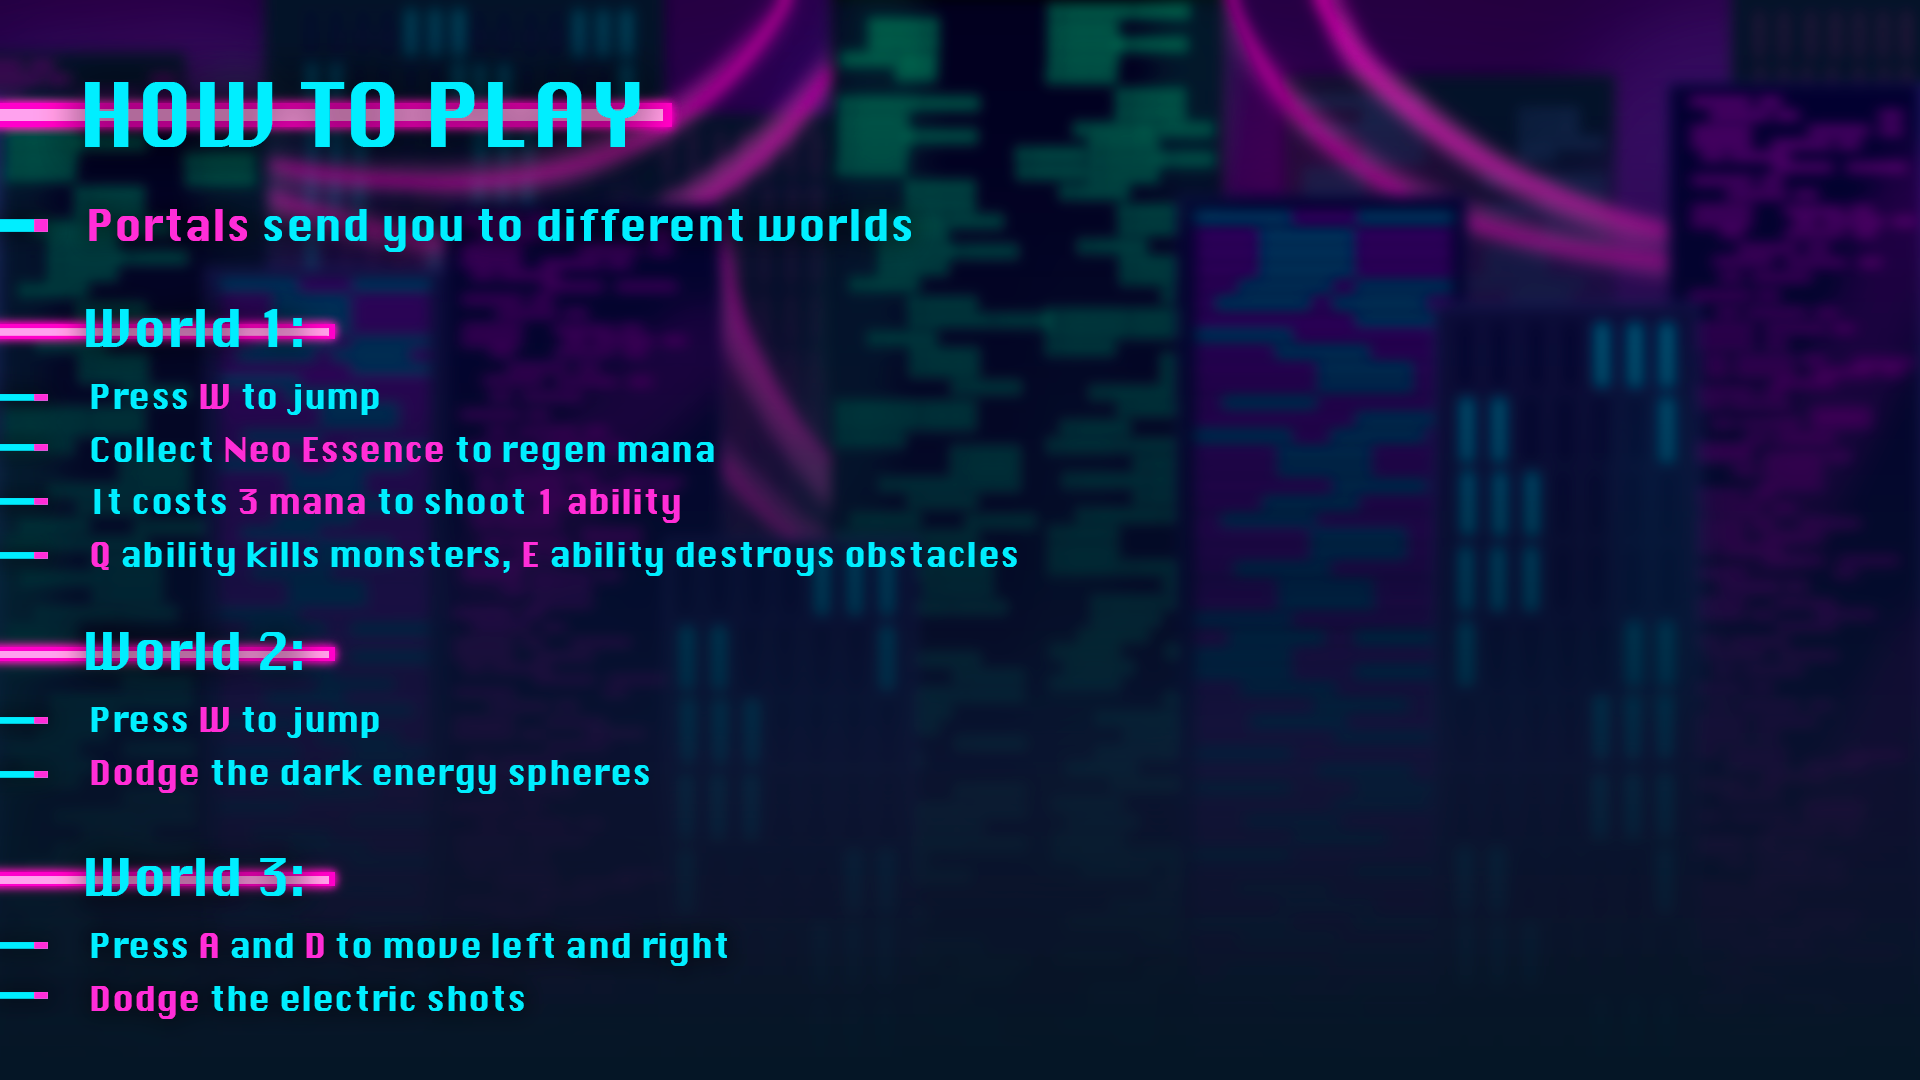 HOW TO PLAY
Portals send you to different worlds
World 1:
Press W to jump
Collect Neo Essence to regen mana
It costs 3 mana to shoot 1 ability
Q ability kills monsters, E ability destroys obstacles
World 2:
Press W to jump
Dodge the dark energy spheres
World 3:
Press A and D to move left and right
Dodge the electric shots